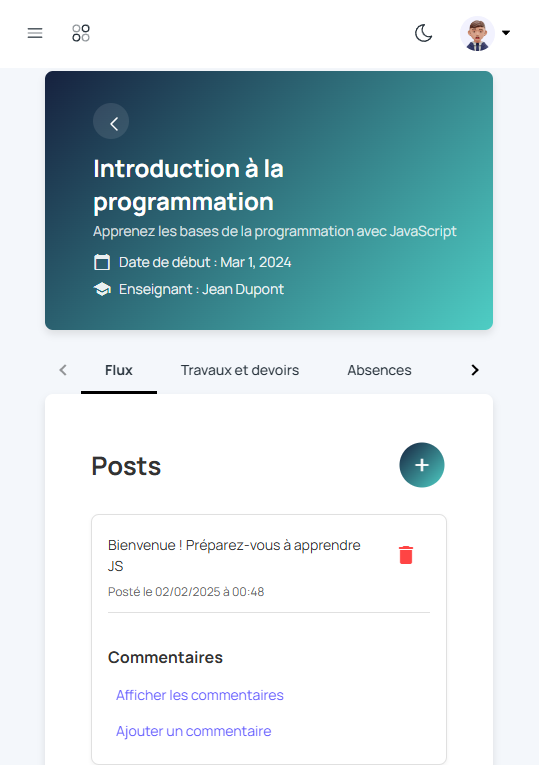 Introduction à la
programmation
Apprenez les bases de la programmation avec JavaScript
Date de début : Mar 1, 2024
Enseignant : Jean Dupont
Flux
Travaux et devoirs
Absences
Posts
Bienvenue ! Préparez-vous à apprendre
JS
Posté le 02/02/2025 à 00:48
Commentaires
Afficher les commentaires
Ajouter un commentaire